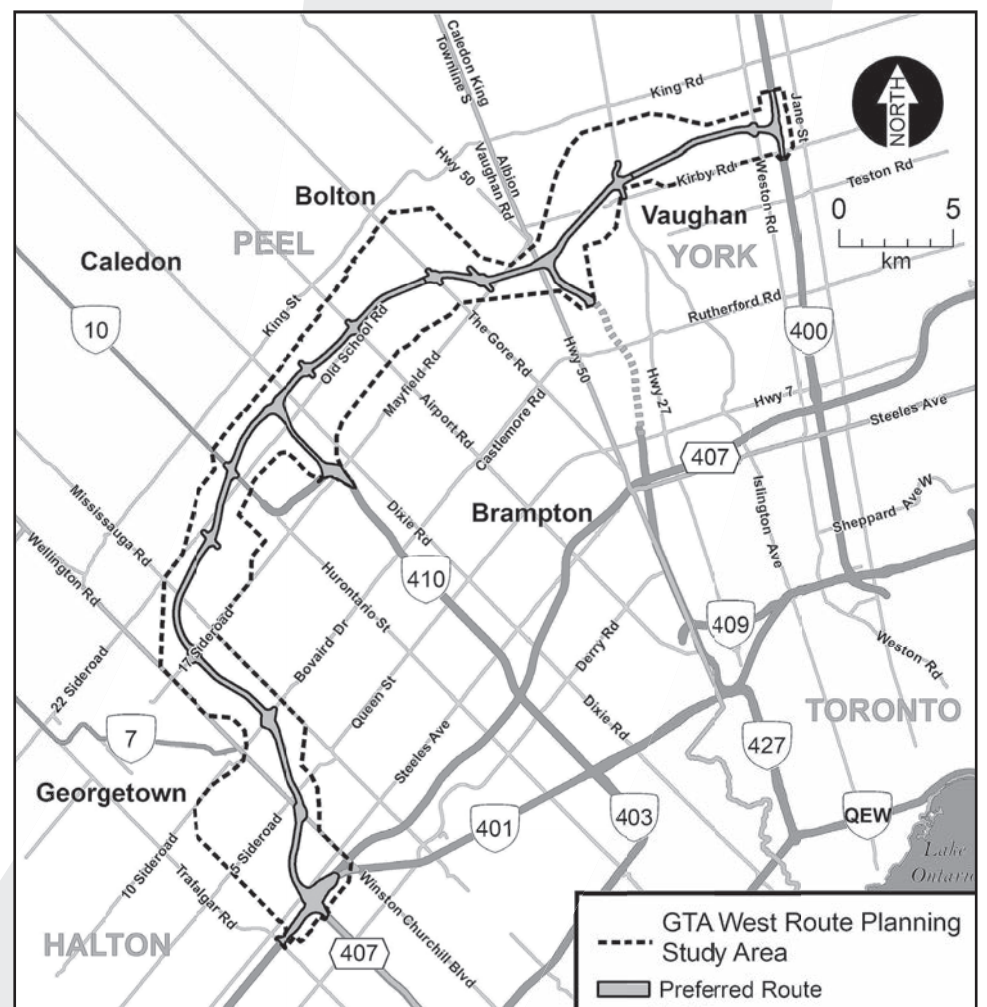 Caledon King
Townline S
King Rd
Jane St
NORTH
Hwy 50
Albion
Vaughan Rd
Kirby Rd
Weston Rd
Teston Rd
Bolton
Vaughan
0 5
km
PEEL
YORK
Caledon
King St
Old School Rd
Rutherford Rd
10
400
The Gore Rd
Mayfield Rd
Hwy 50
Hwy 27
Hwy 7
Airport Rd
Castlemore Rd
Steeles Ave
407
Mississauga Rd
Brampton
Islington Ave
Sheppard Ave W
Dixie Rd
Wellington Rd
410
Hurontario St
409
17 Sideroad
Bovaird Dr
Derry Rd
Weston Rd
22 Sideroad
Queen St
Dixie Rd
TORONTO
7
Steeles Ave
427
Georgetown
401
403
QEW
10 Sideroad
5 Sideroad
Lake
Ontario
Trafalgar Rd
Winston Churchill Blvd
HALTON
407
GTA West Route Planning
Study Area
Preferred Route